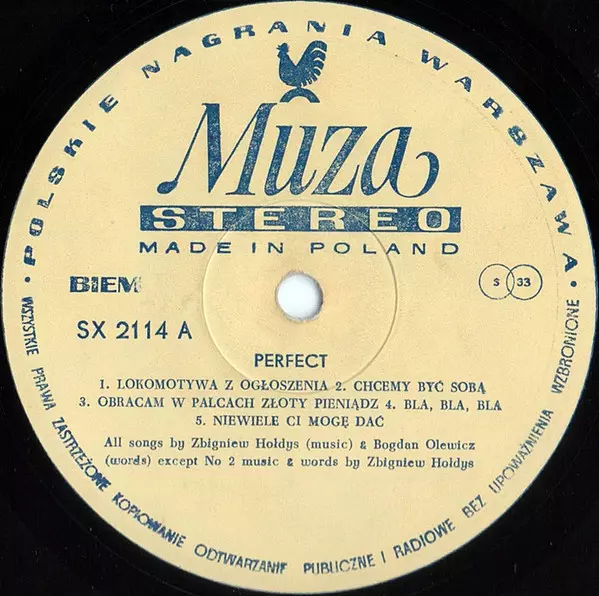 POLSKIE NAGRANIA WARSZAWA
Muza
STEREO
MADE IN POLAND
BIEM
S 33
SX 2114 A
PERFECT
1. LOKOMOTYWA Z OGŁOSZENIA 2. CHCEMY BYĆ SOBĄ
3. OBRACAM W PALCACH ZŁOTY PIENIĄDZ 4. BLA, BLA, BLA
5. NIEWIELE CI MOGĘ DAĆ
All songs by Zbigniew Hołdys (music) & Bogdan Olewicz
(words) except No 2 music & words by Zbigniew Hołdys
WSZYSTKIE PRAWA ZASTRZEŻONE KOPIOWANIE ODTWARZANIE PUBLICZNE I RADIOWE BEZ UPOWAŻNIENIA WZBRONIONE